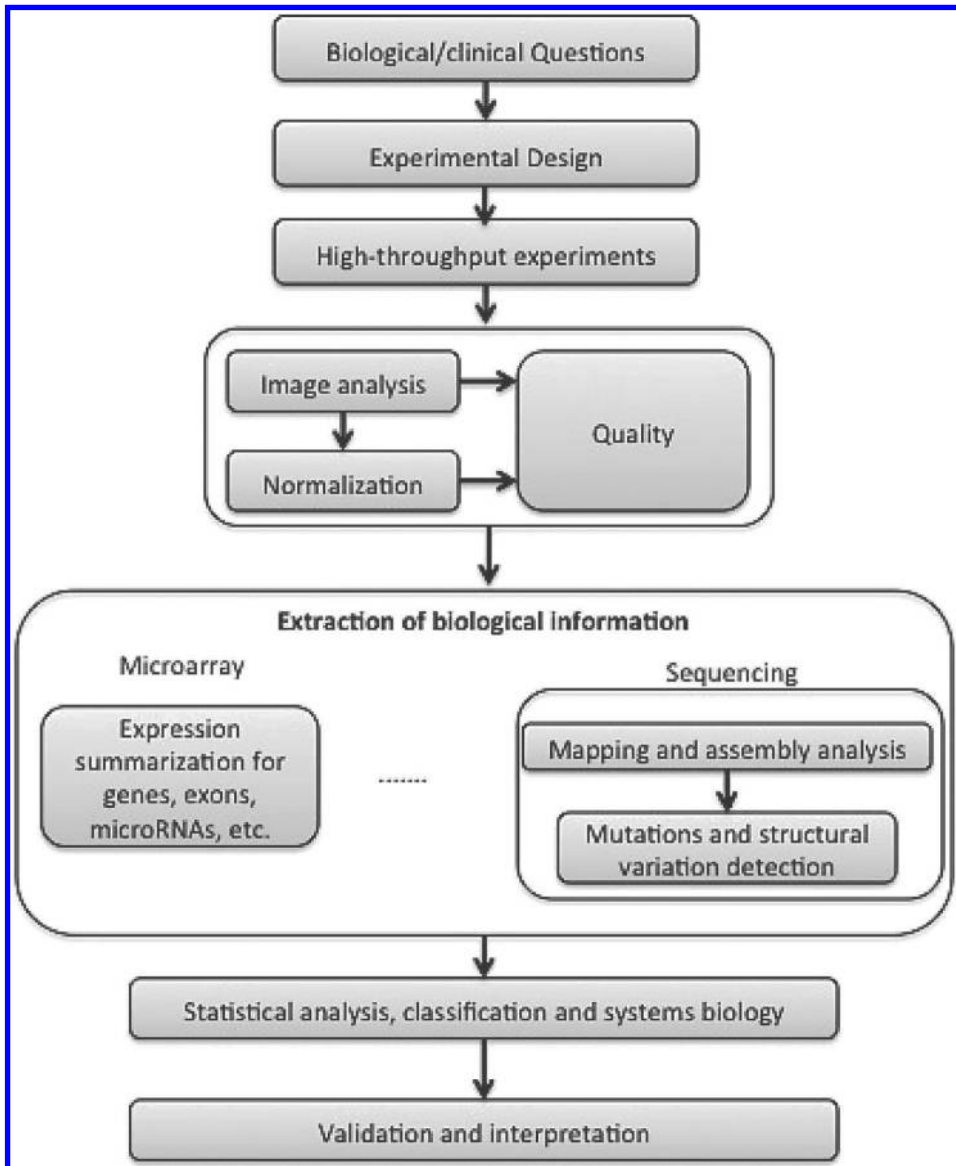 Biological/clinical Questions
Experimental Design
High-throughput experiments
Image analysis
Quality
Normalization
Extraction of biological information
Microarray
Expression
summarization for
genes, exons,
microRNAs, etc.
.......
Sequencing
Mapping and assembly analysis
Mutations and structural
variation detection
Statistical analysis, classification and systems biology
Validation and interpretation